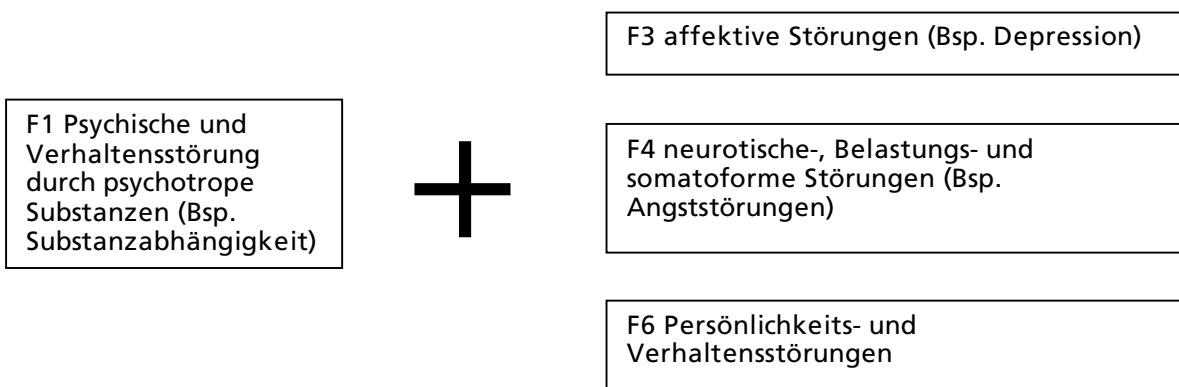 F3 affektive Störungen (Bsp. Depression)
F1 Psychische und
Verhaltensstörung
durch psychotrope
Substanzen (Bsp.
Substanzabhängigkeit)
F4 neurotische-, Belastungs- und
somatoforme Störungen (Bsp.
Angststörungen)
F6 Persönlichkeits- und
Verhaltensstörungen